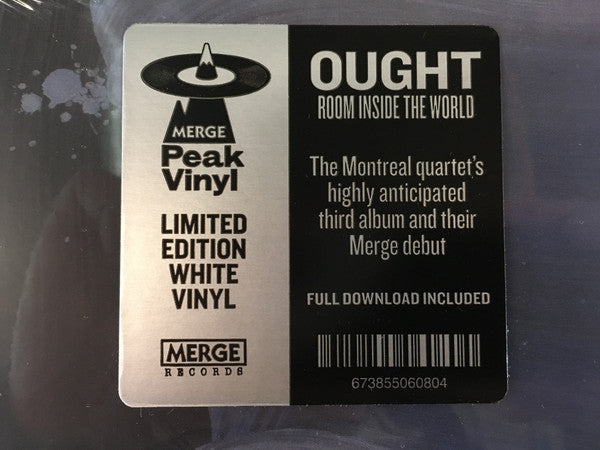 MERGE
Peak
Vinyl
LIMITED
EDITION
WHITE
VINYL
MERGE
RECORDS
OUGHT
ROOM INSIDE THE WORLD
The Montreal quartet's
highly anticipated
third album and their
Merge debut
FULL DOWNLOAD INCLUDED
673855060804